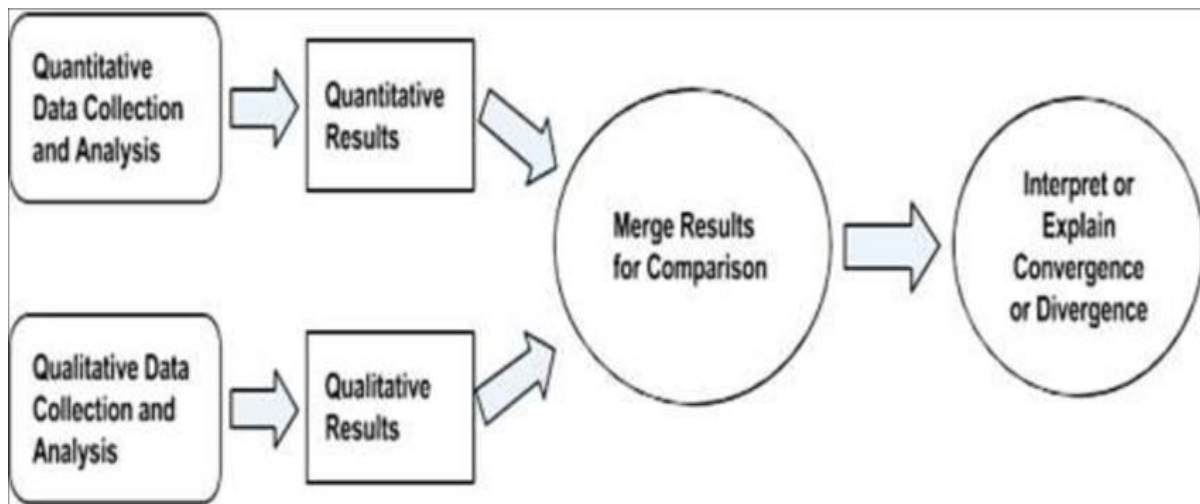 Quantitative
Data Collection
and Analysis
Quantitative
Results
Qualitative Data
Collection and
Analysis
Qualitative
Results
Merge Results
for Comparison
Interpret or
Explain
Convergence
or Divergence